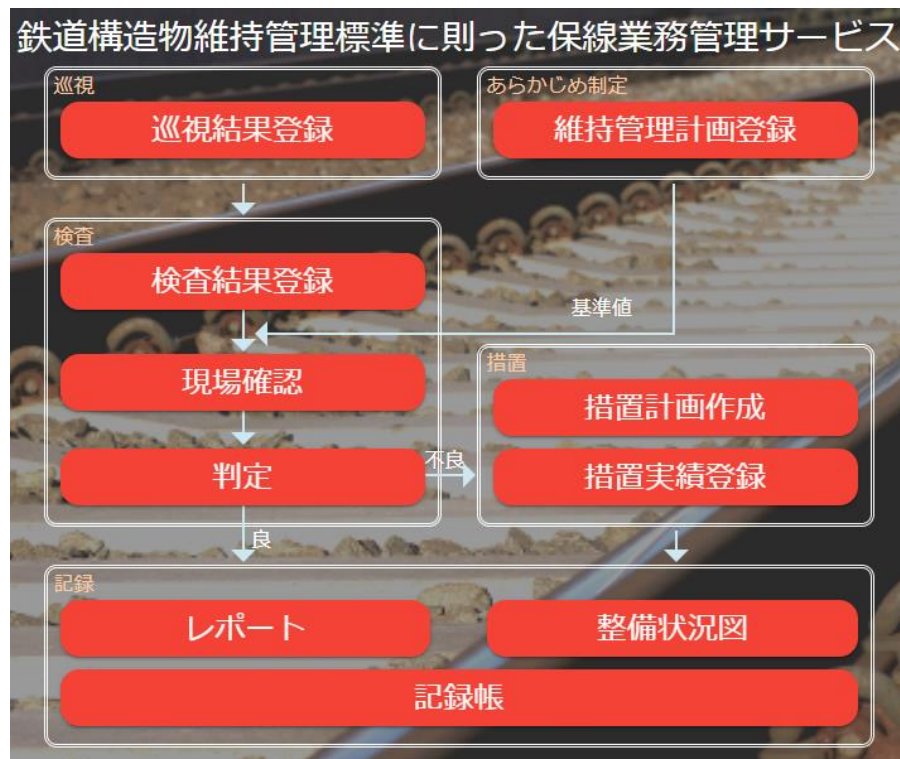 鉄道構造物維持管理標準に則った保線業務管理サービス
巡視
巡視結果登録
あらかじめ制定
維持管理計画登録
検査
検査結果登録
基準値
現場確認
判定
不良
良
措置
措置計画作成
措置実績登録
記録
レポート
整備状況図
記録帳